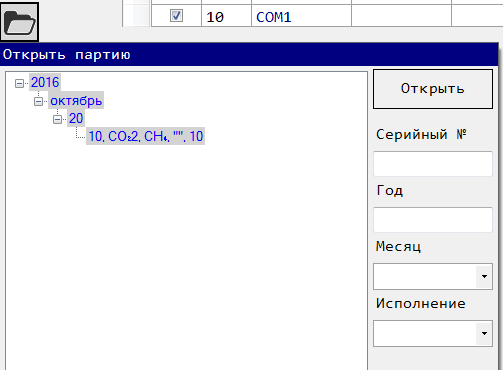 10 COM1
Открыть партию
2016
октябрь
20
10, CO₂2, CH₄, "", 10
Открыть
Серийный №
Год
Месяц
Исполнение